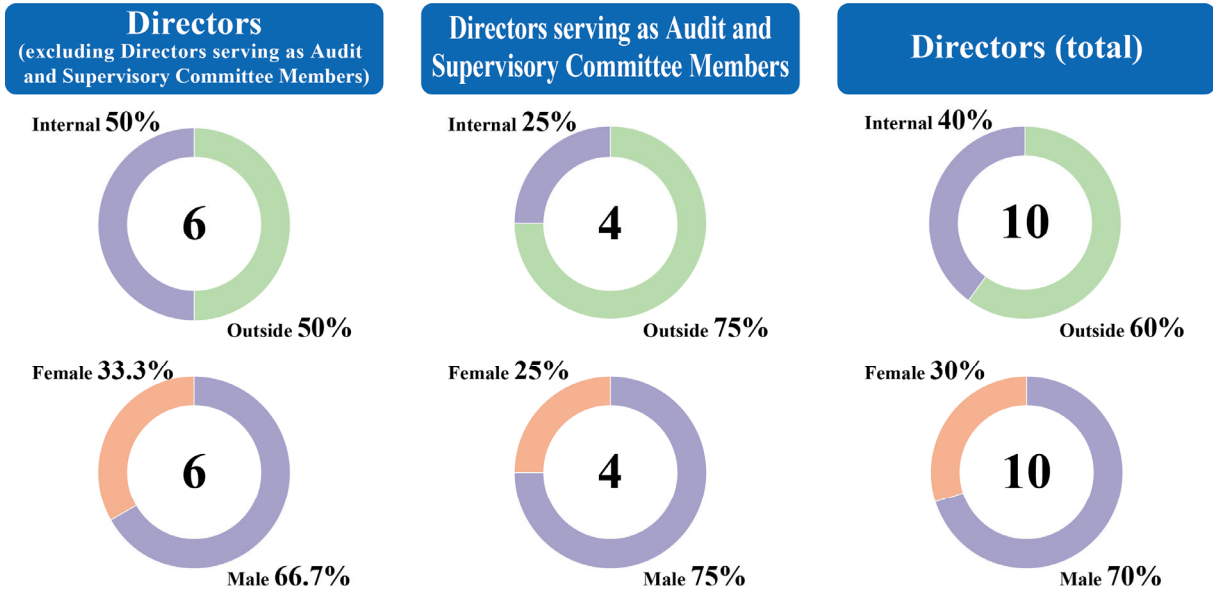 Directors
(excluding Directors serving as Audit
and Supervisory Committee Members)
Directors serving as Audit and
Supervisory Committee Members
Directors (total)
Internal 50%
6
Outside 50%
Internal 25%
4
Outside 75%
Internal 40%
10
Outside 60%
Female 33.3%
6
Male 66.7%
Female 25%
4
Male 75%
Female 30%
10
Male 70%